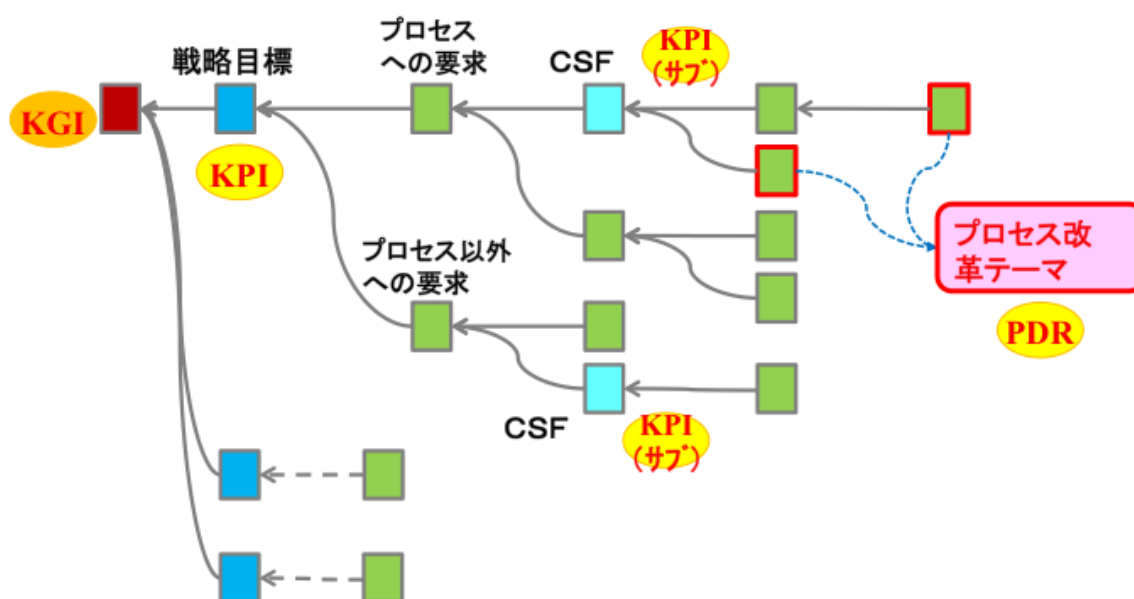 プロセス
への要求
戦略目標
CSF
KPI
(ｻﾌﾞ)
KGI
KPI
プロセス改
革テーマ
プロセス以外
への要求
PDR
CSF
KPI
(ｻﾌﾞ)